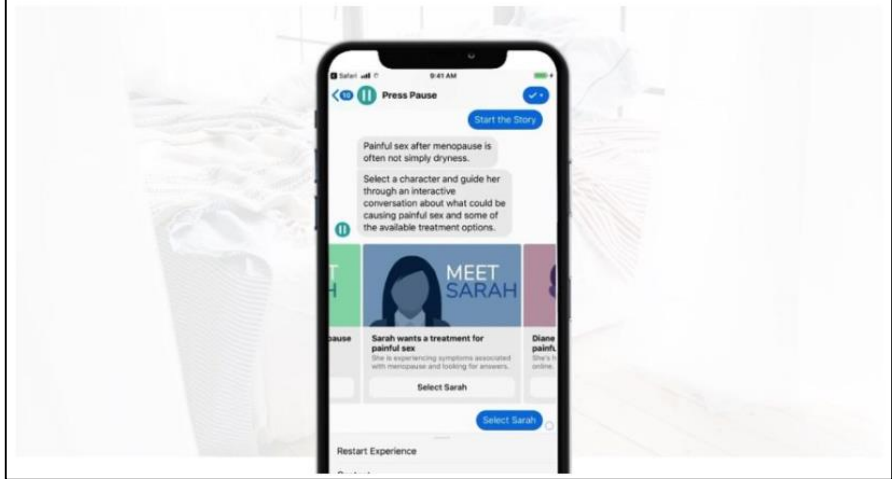 Safari 9:41 AM
10 Press Pause
Start the Story
Painful sex after menopause is
often not simply dryness.
Select a character and guide her
through an interactive
conversation about what could be
causing painful sex and some of
the available treatment options.
MEET
SARAH
H
pause
Sarah wants a treatment for
painful sex
She is experiencing symptoms associated
with menopause and looking for answers.
Select Sarah
Diane
painfu
She's h
online.
Select Sarah
Restart Experience